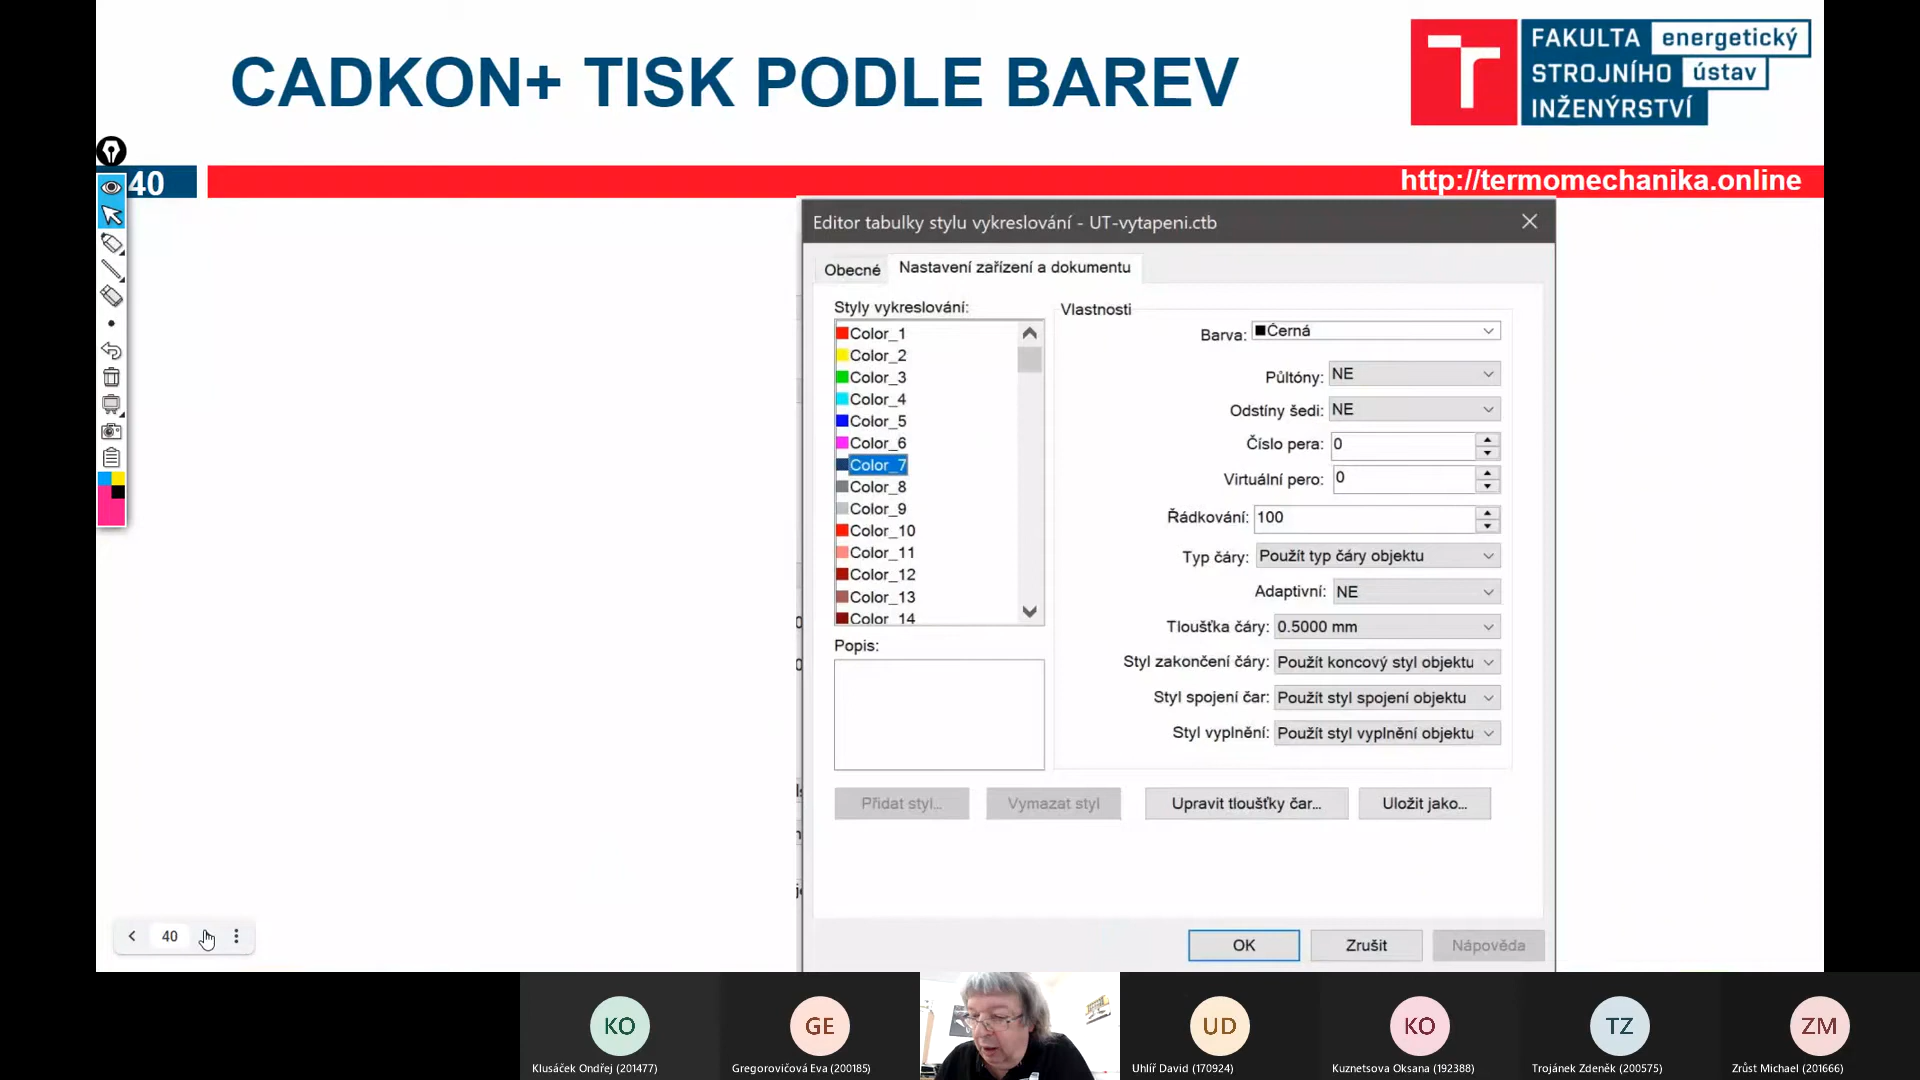 CADKON+ TISK PODLE BAREV
FAKULTA energetický
STROJNÍHO ústav
INŽENÝRSTVÍ
40
http://termomechanika.online
Editor tabulky stylu vykreslování - UT-vytapeni.ctb
Obecné
Nastavení zařízení a dokumentu
Styly vykreslování:
Color_1
Color_2
Color_3
Color_4
Color_5
Color_6
Color_7
Color_8
Color_9
Color_10
Color_11
Color_12
Color_13
Color_14
Popis:
Vlastnosti
Barva: Černá
Půltóny: NE
Odstíny šedi: NE
Číslo pera: 0
Virtuální pero: 0
Řádkování: 100
Typ čáry: Použít typ čáry objektu
Adaptivní: NE
Tloušťka čáry: 0.5000 mm
Styl zakončení čáry: Použít koncový styl objektu
Styl spojení čar: Použít styl spojení objektu
Styl vyplnění: Použít styl vyplnění objektu
Přidat styl...
Vymazat styl
Upravit tloušťky čar...
Uložit jako...
OK
Zrušit
Nápověda
40
KO
GE
UD
KO
TZ
ZM
Klusáček Ondřej (201477)
Gregorovičová Eva (200185)
Uhlíř David (170924)
Kuznetsova Oksana (192388)
Trojánek Zdeněk (200575)
Zrůst Michael (201666)